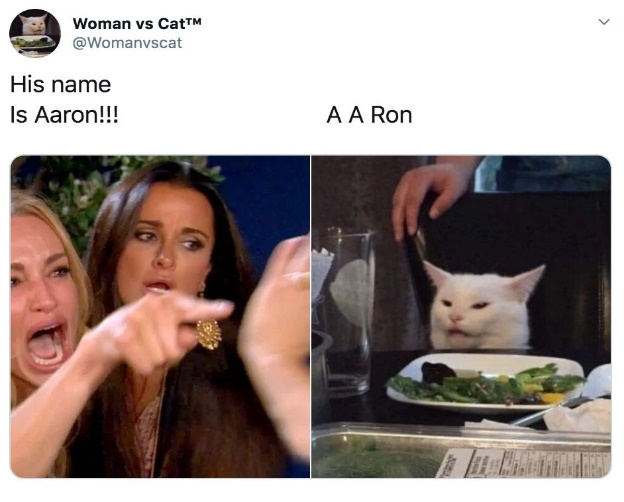 Woman vs Cat™
@Womanvscat
His name
Is Aaron!!!
A A Ron